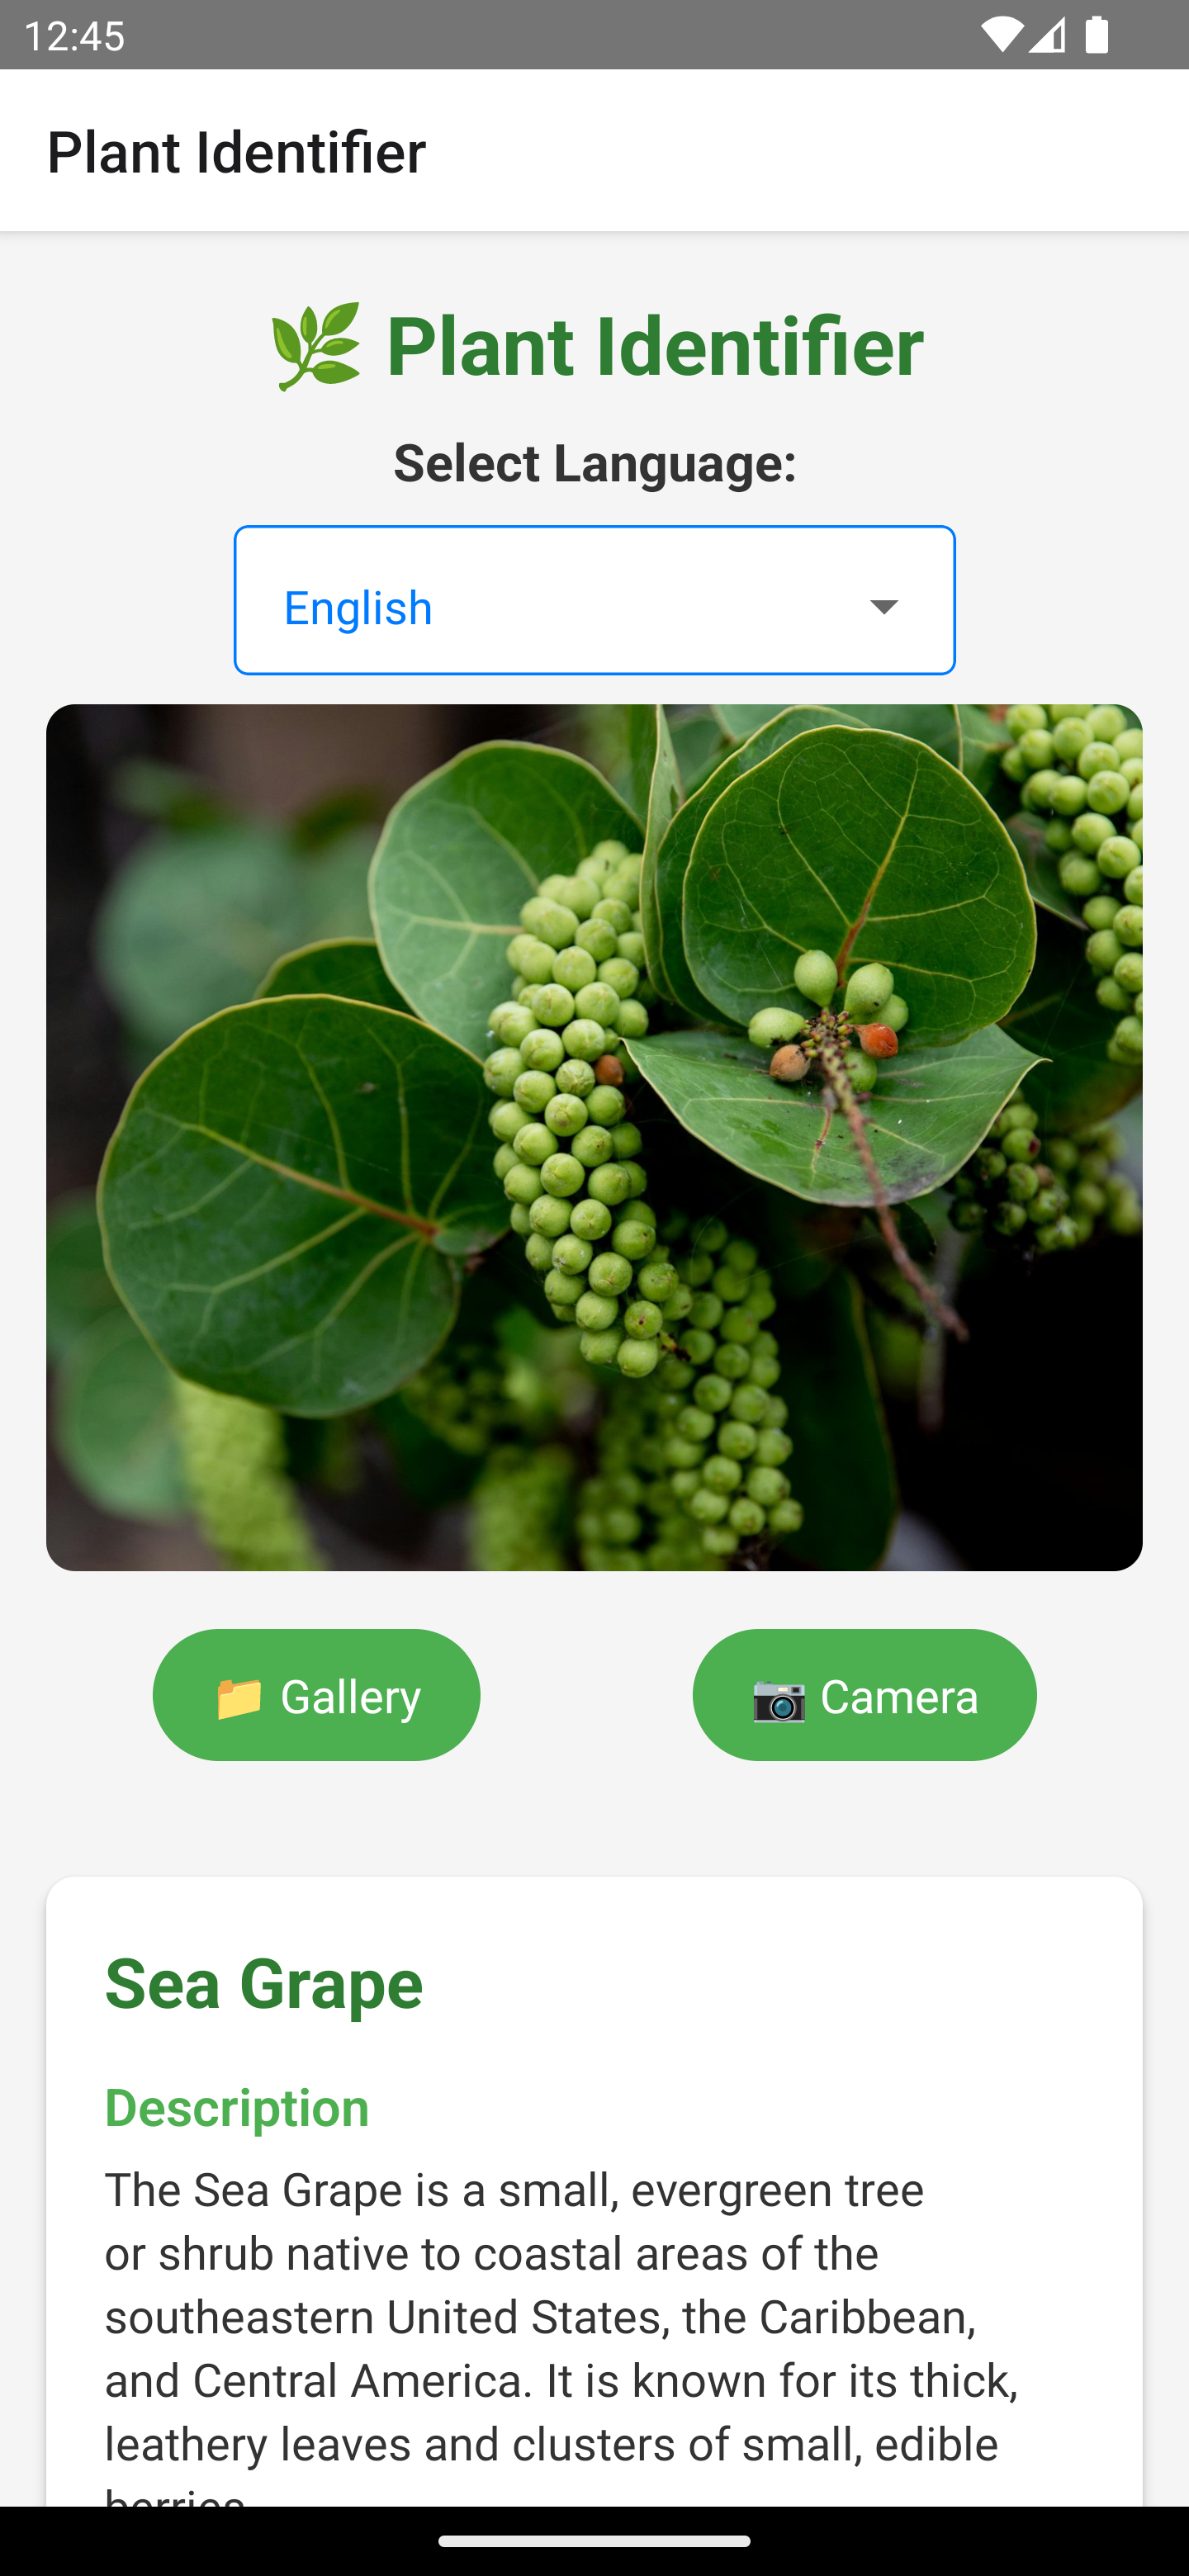 12:45
Plant Identifier
🌿 Plant Identifier
Select Language:
English
📁 Gallery
📷 Camera
Sea Grape
Description
The Sea Grape is a small, evergreen tree
or shrub native to coastal areas of the
southeastern United States, the Caribbean,
and Central America. It is known for its thick,
leathery leaves and clusters of small, edible
berries.